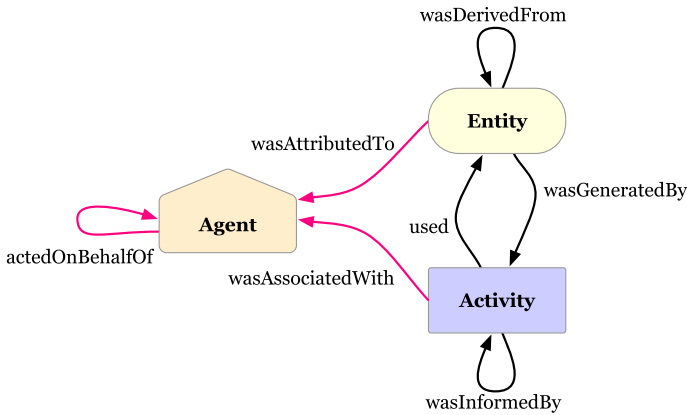 wasDerivedFrom
Entity
wasAttributedTo
wasGeneratedBy
Agent
used
actedOnBehalfOf
wasAssociatedWith
Activity
wasInformedBy